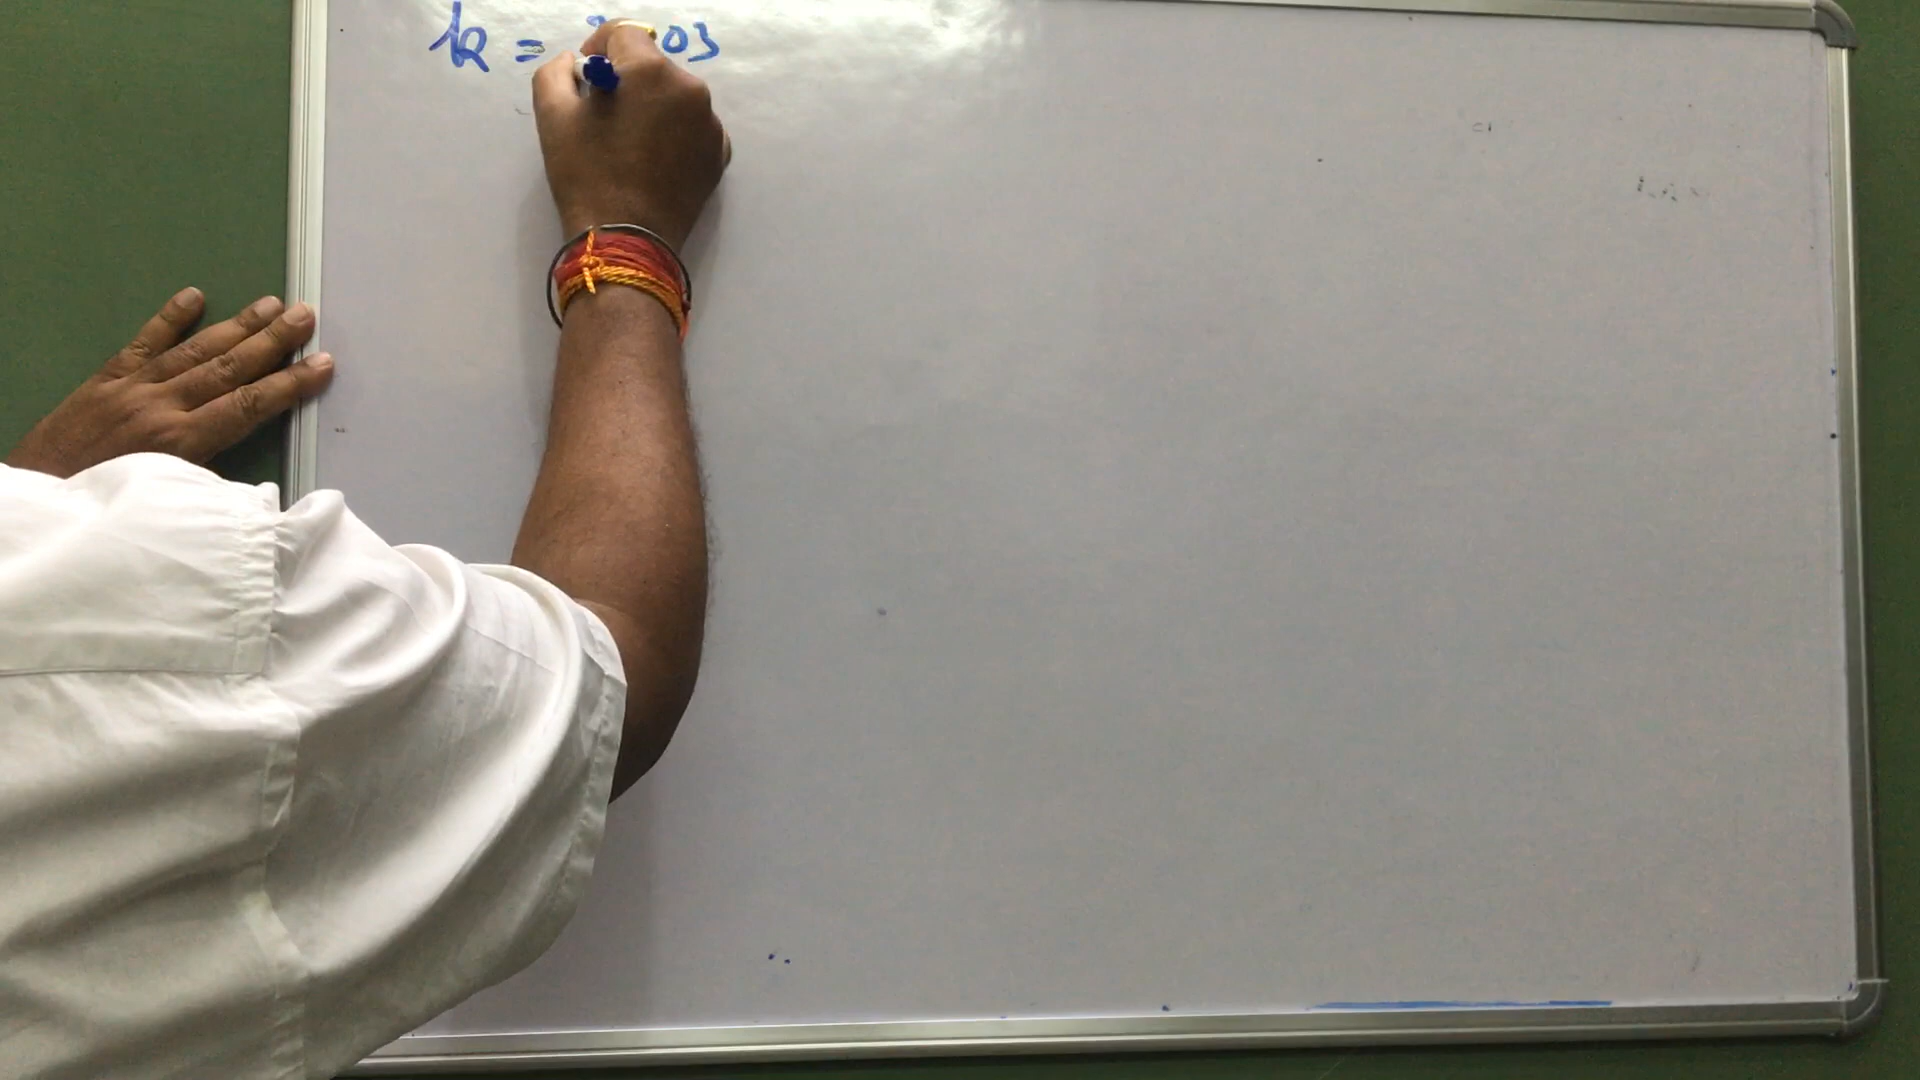 k = 03